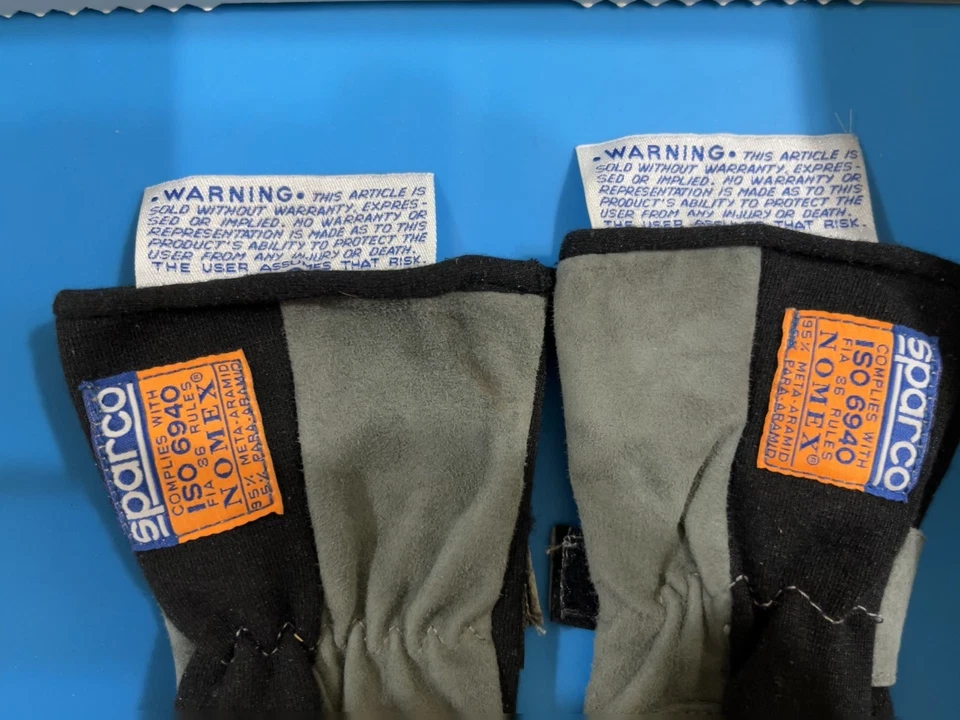 •WARNING• THIS ARTICLE IS
SOLD WITHOUT WARRANTY, EXPRES-
SED OR IMPLIED. NO WARRANTY OR
REPRESENTATION IS MADE AS TO THIS
PRODUCT'S ABILITY TO PROTECT THE
USER FROM ANY INJURY OR DEATH.
THE USER ASSUMES THAT RISK.
•WARNING• THIS ARTICLE IS
SOLD WITHOUT WARRANTY, EXPRES-
SED OR IMPLIED. NO WARRANTY OR
REPRESENTATION IS MADE AS TO THIS
PRODUCT'S ABILITY TO PROTECT THE
USER FROM ANY INJURY OR DEATH.
THE USER ASSUMES THAT RISK.
sparco
COMPLIES WITH
ISO 6940
FIA 86 RULES
NOMEX®
95% META-ARAMID
PARA-ARAMID
sparco
COMPLIES WITH
ISO 6940
FIA 86 RULES
NOMEX®
95% META-ARAMID
PARA-ARAMID